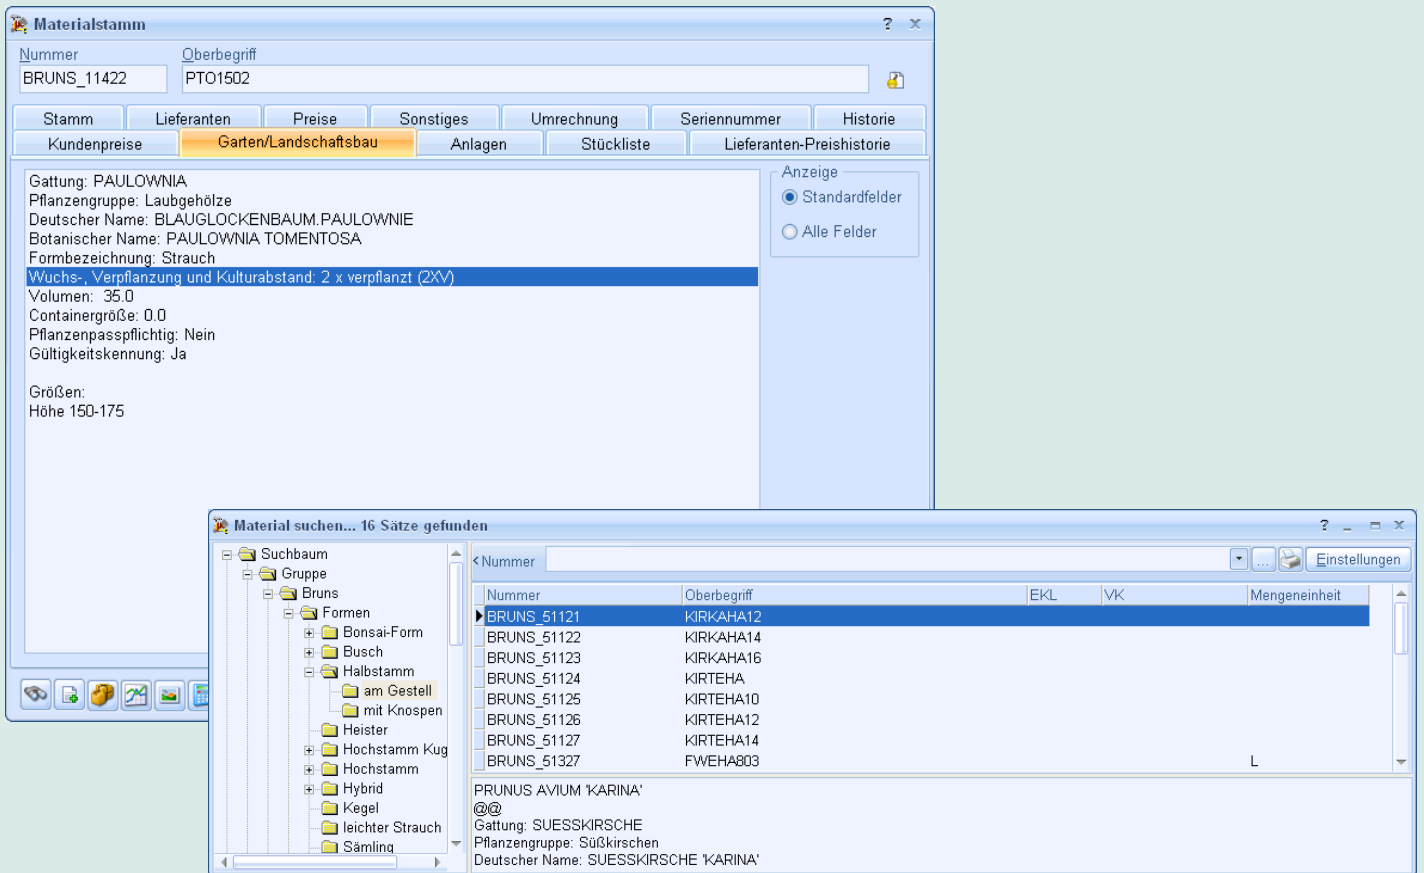 Materialstamm
Nummer Oberbegriff
BRUNS_11422 PTO1502
Stamm Lieferanten Preise Sonstiges Umrechnung Seriennummer Historie
Kundenpreise Garten/Landschaftsbau Anlagen Stückliste Lieferanten-Preishistorie
Gattung: PAULOWNIA
Pflanzengruppe: Laubgehölze
Deutscher Name: BLAUGLOCKENBAUM.PAULOWNIE
Botanischer Name: PAULOWNIA TOMENTOSA
Formbezeichnung: Strauch
Wuchs-, Verpflanzung und Kulturabstand: 2 x verpflanzt (2XV)
Volumen: 35.0
Containergröße: 0.0
Pflanzenpasspflichtig: Nein
Gültigkeitskennung: Ja
Größen:
Höhe 150-175
Anzeige
Standardfelder
Alle Felder
Material suchen... 16 Sätze gefunden
Suchbaum
Gruppe
Bruns
Formen
Bonsai-Form
Busch
Halbstamm
am Gestell
mit Knospen
Heister
Hochstamm Kug
Hochstamm
Hybrid
Kegel
leichter Strauch
Sämling
<Nummer ... Einstellungen
Nummer Oberbegriff EKL VK Mengeneinheit
BRUNS_51121 KIRKAHA12
BRUNS_51122 KIRKAHA14
BRUNS_51123 KIRKAHA16
BRUNS_51124 KIRTEHA
BRUNS_51125 KIRTEHA10
BRUNS_51126 KIRTEHA12
BRUNS_51127 KIRTEHA14
BRUNS_51327 FWEHA803 L
PRUNUS AVIUM 'KARINA'
@@
Gattung: SUESSKIRSCHE
Pflanzengruppe: Süßkirschen
Deutscher Name: SUESSKIRSCHE 'KARINA'